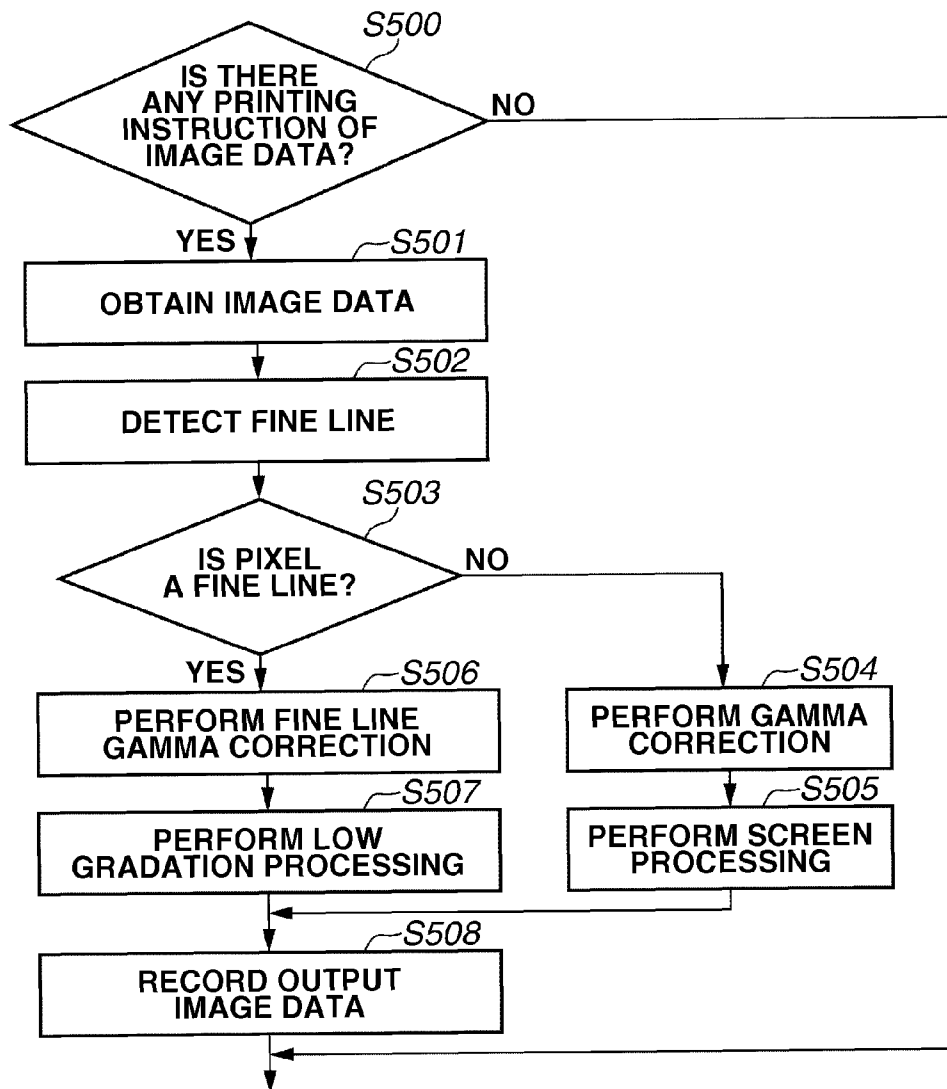 S500
IS THERE
ANY PRINTING
INSTRUCTION OF
IMAGE DATA?
NO
YES
S501
OBTAIN IMAGE DATA
S502
DETECT FINE LINE
S503
IS PIXEL
A FINE LINE?
NO
YES
S506
PERFORM FINE LINE
GAMMA CORRECTION
S504
PERFORM GAMMA
CORRECTION
S507
PERFORM LOW
GRADATION PROCESSING
S505
PERFORM SCREEN
PROCESSING
S508
RECORD OUTPUT
IMAGE DATA